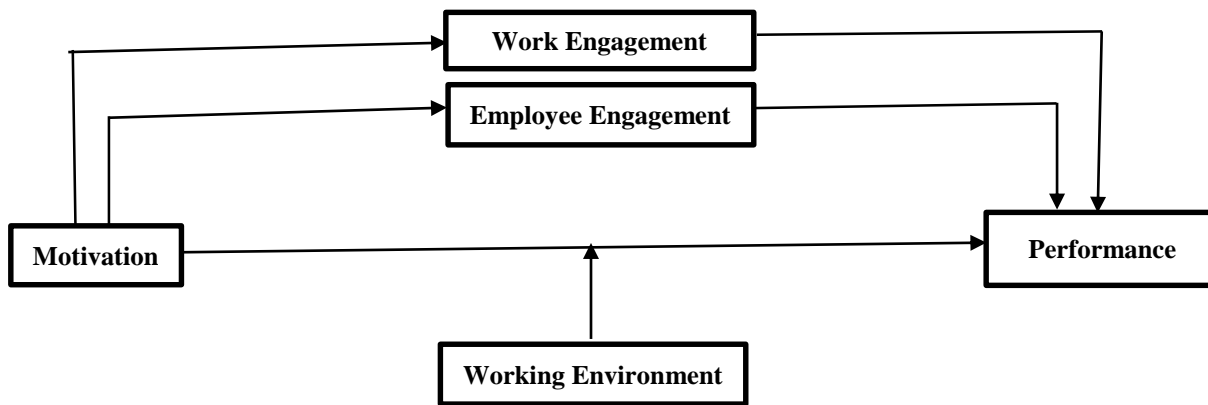 Work Engagement
Employee Engagement
Motivation
Performance
Working Environment